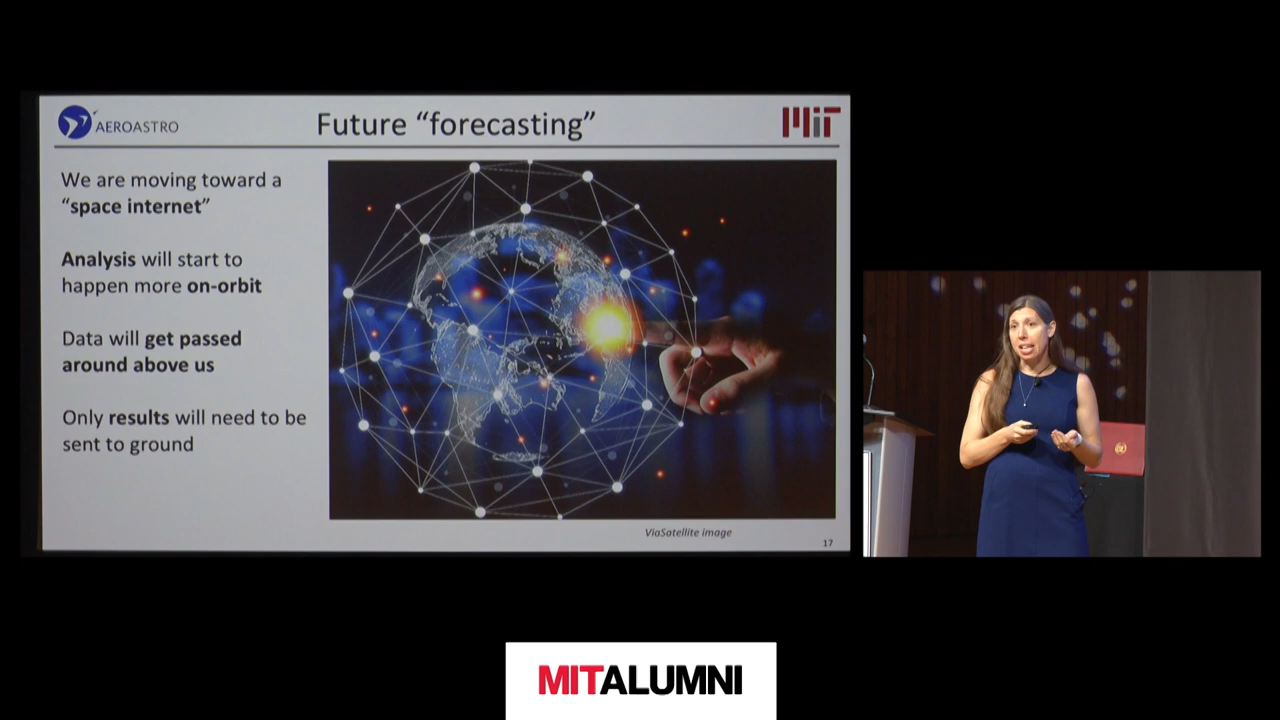 AEROASTRO
Future “forecasting”
MIT
We are moving toward a
“space internet”
Analysis will start to
happen more on-orbit
Data will get passed
around above us
Only results will need to be
sent to ground
ViaSatellite image
17
MITALUMNI